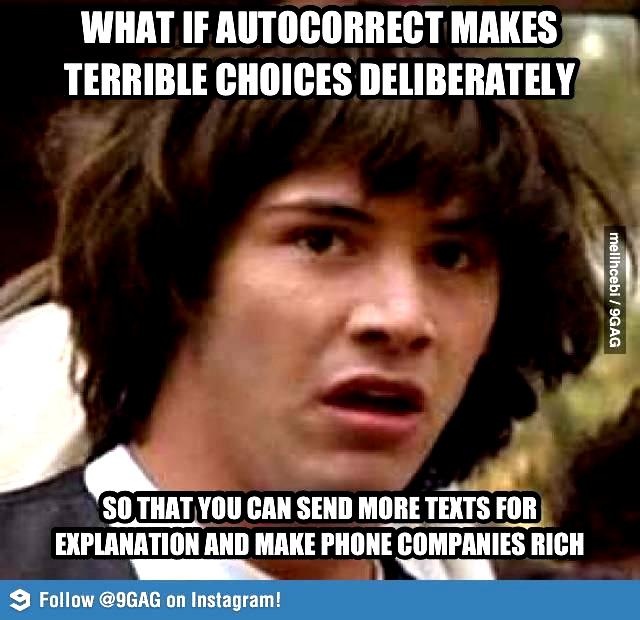 WHAT IF AUTOCORRECT MAKES
TERRIBLE CHOICES DELIBERATELY
melihcebi / 9GAG
SO THAT YOU CAN SEND MORE TEXTS FOR
EXPLANATION AND MAKE PHONE COMPANIES RICH
Follow @9GAG on Instagram!